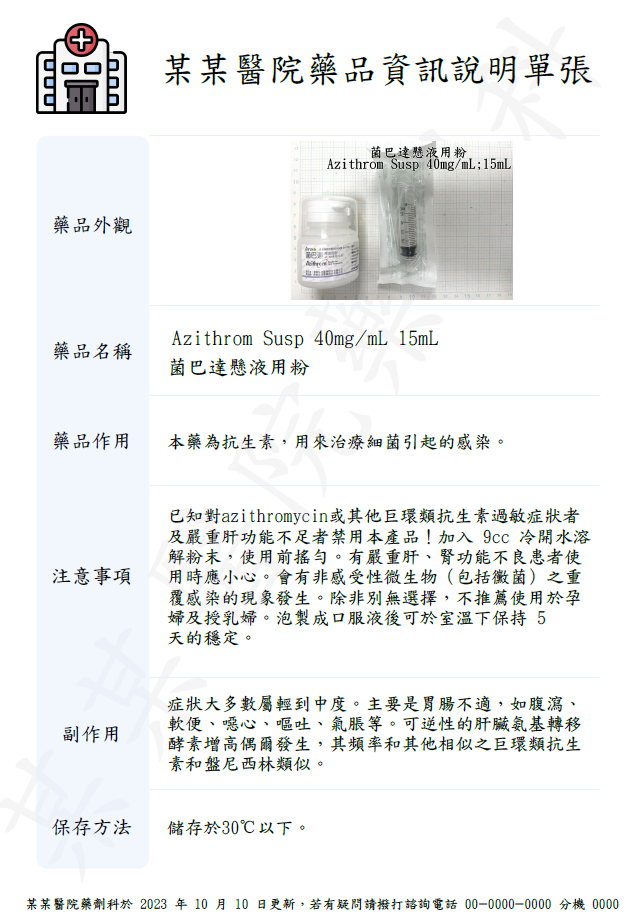 某某醫院藥品資訊說明單張
藥品外觀
菌巴達懸液用粉
Azithrom Susp 40mg/mL;15mL
藥品名稱
Azithrom Susp 40mg/mL 15mL
菌巴達懸液用粉
藥品作用
本藥為抗生素，用來治療細菌引起的感染。
注意事項
已知對azithromycin或其他巨環類抗生素過敏症狀者
及嚴重肝功能不足者禁用本產品！加入 9cc 冷開水溶
解粉末，使用前搖勻。有嚴重肝、腎功能不良患者使
用時應小心。會有非感受性微生物（包括黴菌）之重
覆感染的現象發生。除非別無選擇，不推薦使用於孕
婦及授乳婦。泡製成口服液後可於室溫下保持 5
天的穩定。
副作用
症狀大多數屬輕到中度。主要是胃腸不適，如腹瀉、
軟便、噁心、嘔吐、氣脹等。可逆性的肝臟氨基轉移
酵素增高偶爾發生，其頻率和其他相似之巨環類抗生
素和盤尼西林類似。
保存方法
儲存於30℃以下。
某某醫院藥劑科
某某醫院藥劑科於 2023 年 10 月 10 日更新，若有疑問請撥打諮詢電話 00-0000-0000 分機 0000